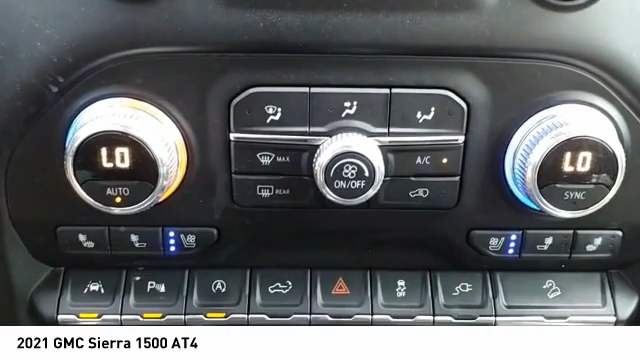 LO
AUTO
MAX
REAR
ON/OFF
A/C
LO
SYNC
P
A
OFF
2021 GMC Sierra 1500 AT4